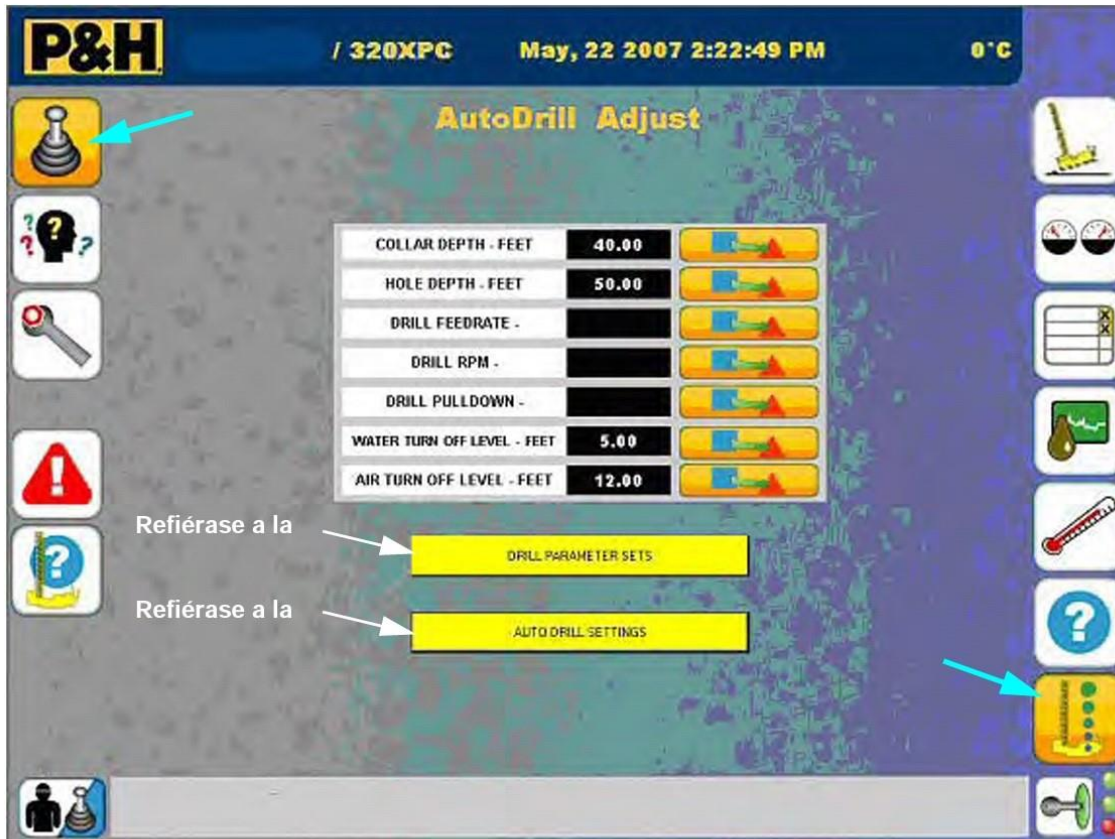 P&H
/ 320XPC May, 22 2007 2:22:49 PM 0°C
AutoDrill Adjust
COLLAR DEPTH - FEET 40.00
HOLE DEPTH - FEET 50.00
DRILL FEEDRATE -
DRILL RPM -
DRILL PULLDOWN -
WATER TURN OFF LEVEL - FEET 5.00
AIR TURN OFF LEVEL - FEET 12.00
Refiérase a la
DRILL PARAMETER SETS
Refiérase a la
AUTO DRILL SETTINGS